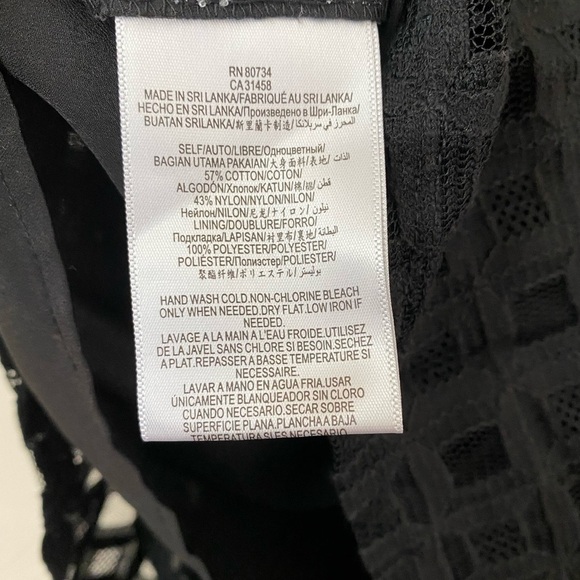 RN 80734
CA 31458
MADE IN SRI LANKA/FABRIQUÉ AU SRI LANKA/
HECHO EN SRI LANKA/Произведено в Шри-Ланка/
BUATAN SRILANKA/斯里蘭卡制造/المحرز في سريلانكا
SELF/AUTO/LIBRE/Одноцветный/
BAGIAN UTAMA PAKAIAN/大身面料/表地/الذات
57% COTTON/COTON/
ALGODÓN/Хлопок/KATUN/棉/綿/قطن
43% NYLON/NYLON/NILON/
Нейлон/NILON/尼龙/ナイロン/نيلون
LINING/DOUBLURE/FORRO/
Подкладка/LAPISAN/衬里布/裏地/البطانة
100% POLYESTER/POLYESTER/
POLIÉSTER/Полиэстер/POLIESTER/
聚酯纤维/ポリエステル/بوليستر
HAND WASH COLD.NON-CHLORINE BLEACH
ONLY WHEN NEEDED.DRY FLAT.LOW IRON IF
NEEDED.
LAVAGE A LA MAIN A L'EAU FROIDE.UTILISEZ
DE LA JAVEL SANS CHLORE SI BESOIN.SECHEZ
A PLAT.REPASSER A BASSE TEMPERATURE SI
NECESSAIRE.
LAVAR A MANO EN AGUA FRIA.USAR
ÚNICAMENTE BLANQUEADOR SIN CLORO
CUANDO NECESARIO. SECAR SOBRE
SUPERFICIE PLANA. PLANCHA A BAJA
TEMPERATURA SI ES NECESARIO.